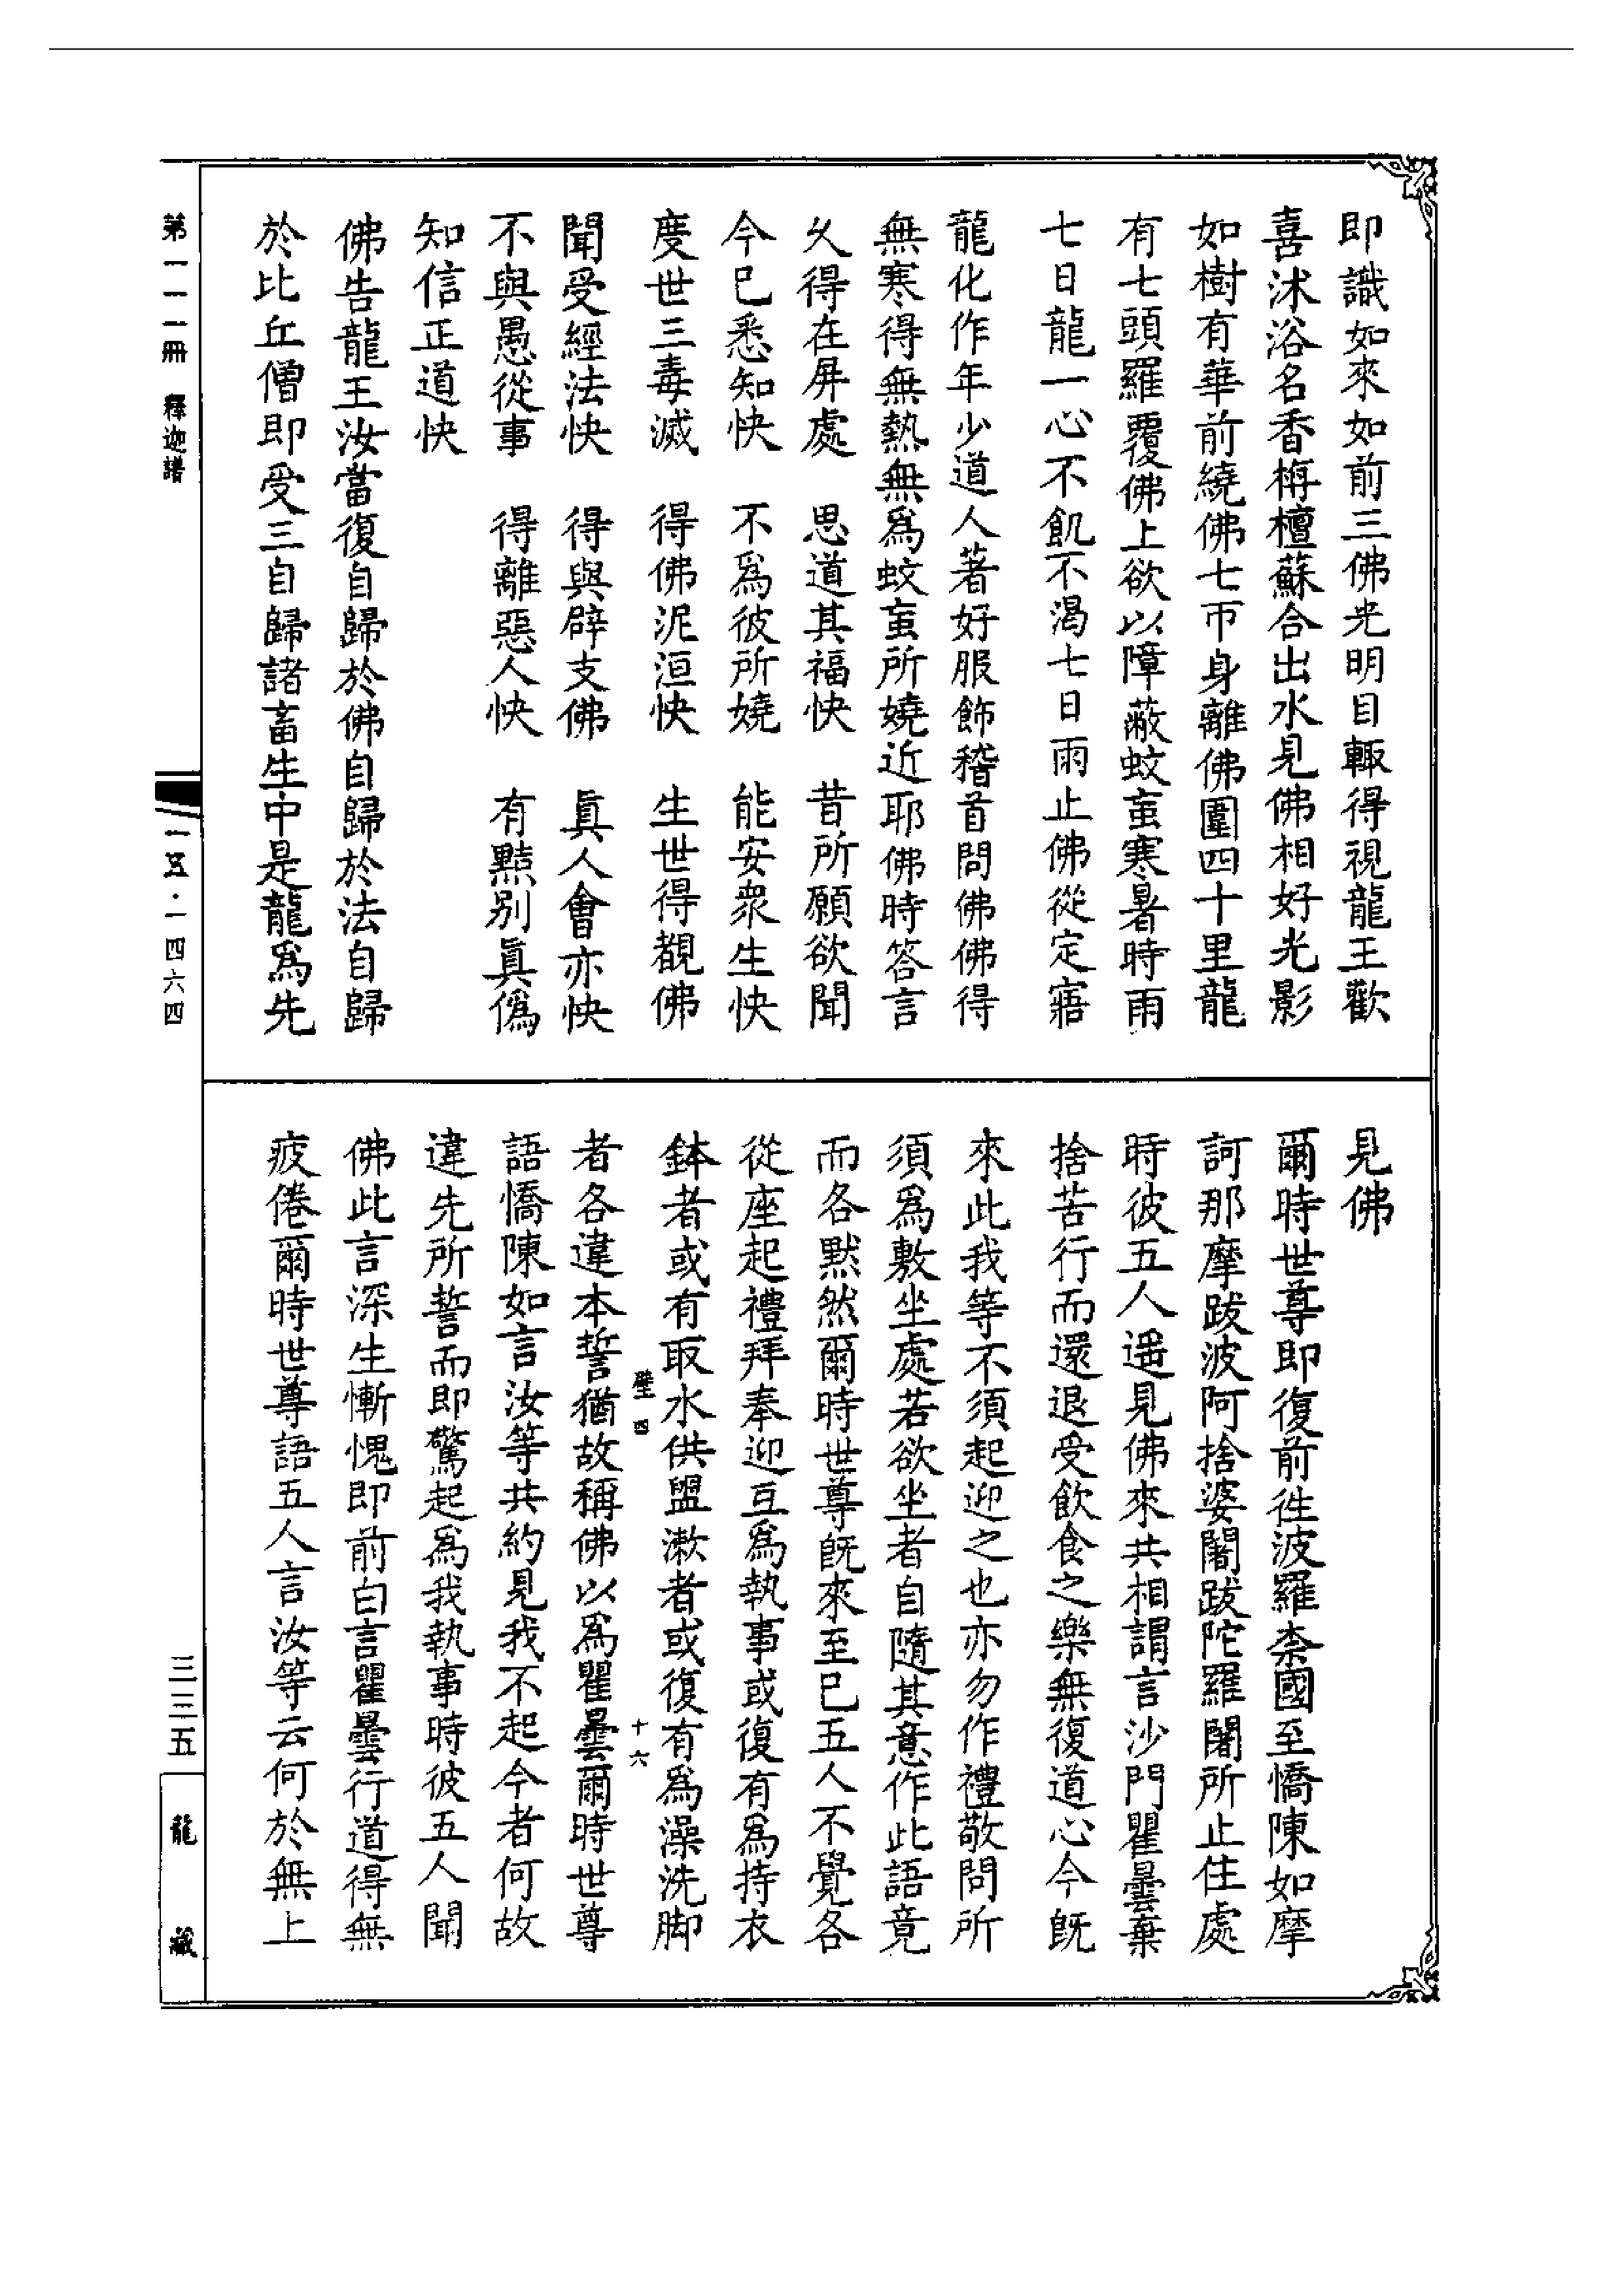 即識如來如前三佛光明目輙得視龍王歡
喜沐浴名香栴檀蘇合出水見佛相好光影
如樹有華前繞佛七帀身離佛圍四十里龍
有七頭羅覆佛上欲以障蔽蚊䖟寒暑時雨
七日龍一心不飢不渴七日雨止佛從定寤
龍化作年少道人著好服飾稽首問佛佛得
無寒得無熱無爲蚊䖟所嬈近耶佛時答言
乆得在屏處　思道其福快　昔所願欲聞
今已悉知快　不爲彼所嬈　能安衆生快
度世三毒滅　得佛泥洹快　生世得覩佛
聞受經法快　得與辟支佛　眞人會亦快
不與愚從事　得離惡人快　有黠別眞僞
知信正道快
佛告龍王汝當復自歸於佛自歸於法自歸
於比丘僧即受三自歸諸畜生中是龍爲先
見佛
爾時世尊即復前徃波羅柰國至憍陳如摩
訶那摩跋波阿捨婆闍跋陀羅闍所止住處
時彼五人遥見佛來共相謂言沙門瞿曇棄
捨苦行而還退受飲食之樂無復道心今旣
來此我等不須起迎之也亦勿作禮敬問所
須爲敷坐處若欲坐者自隨其意作此語竟
而各默然爾時世尊旣來至已五人不覺各
從座起禮拜奉迎互爲執事或復有爲持衣
鉢者或有取水供盥漱者或復有爲澡洗脚
璧四　十六
者各違本誓猶故稱佛以爲瞿曇爾時世尊
語憍陳如言汝等共約見我不起今者何故
違先所誓而即驚起爲我執事時彼五人聞
佛此言深生慚愧即前白言瞿曇行道得無
疲倦爾時世尊語五人言汝等云何於無上
第一一一冊　釋迦譜
一五·一四六四
三三五
龍藏